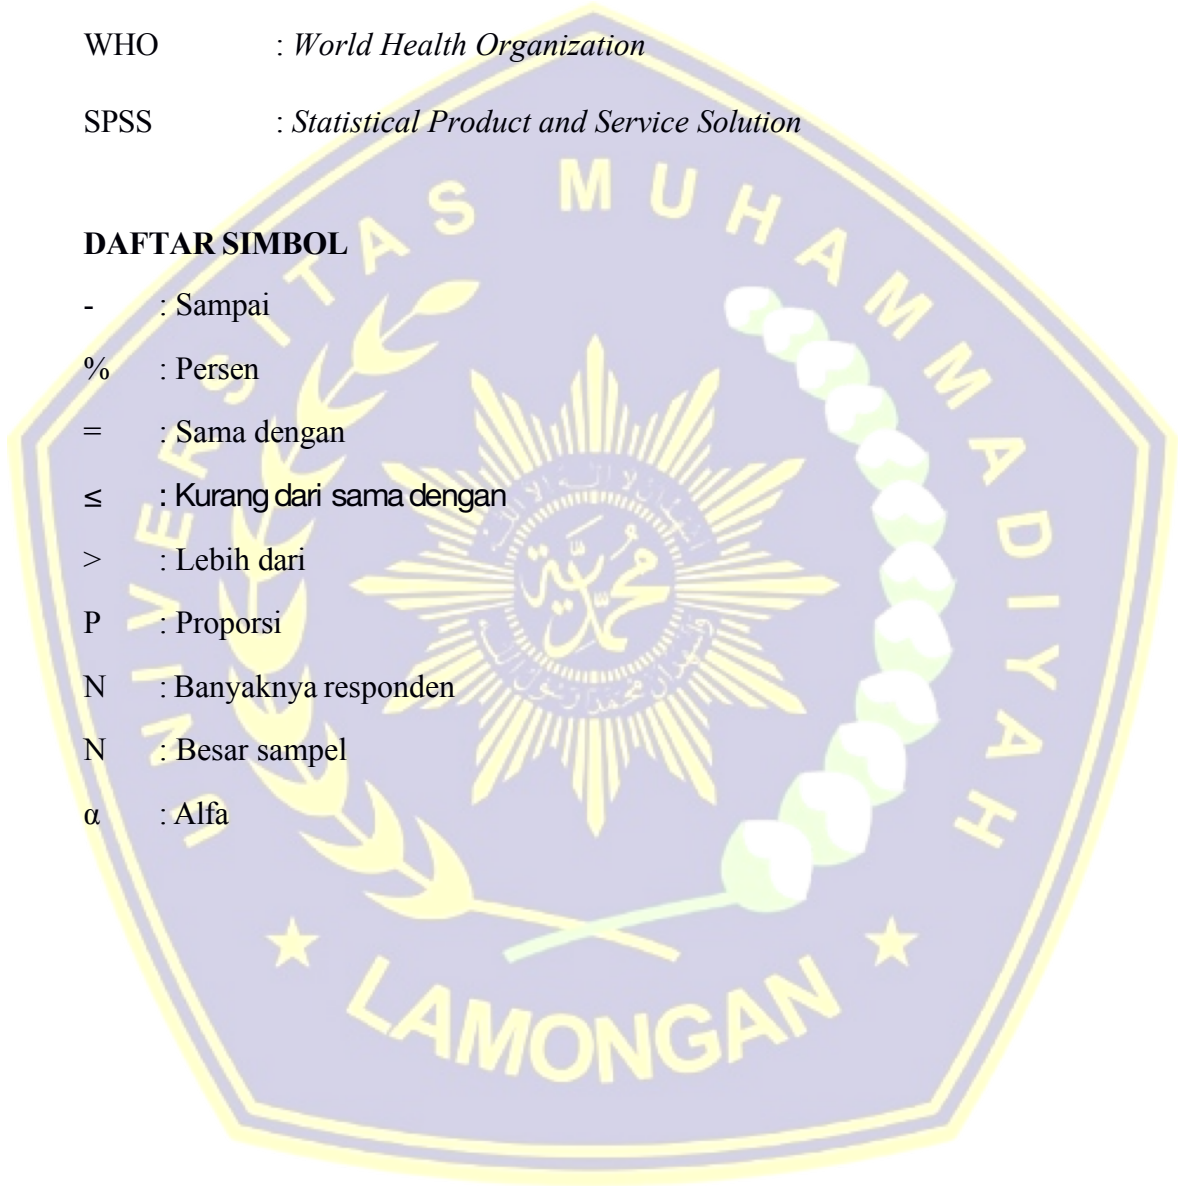 WHO : World Health Organization
SPSS : Statistical Product and Service Solution
DAFTAR SIMBOL
- : Sampai
% : Persen
= : Sama dengan
≤ : Kurang dari sama dengan
> : Lebih dari
P : Proporsi
N : Banyaknya responden
N : Besar sampel
α : Alfa
UNIVERSITAS MUHAMMADIYAH
محمدية
LAMONGAN